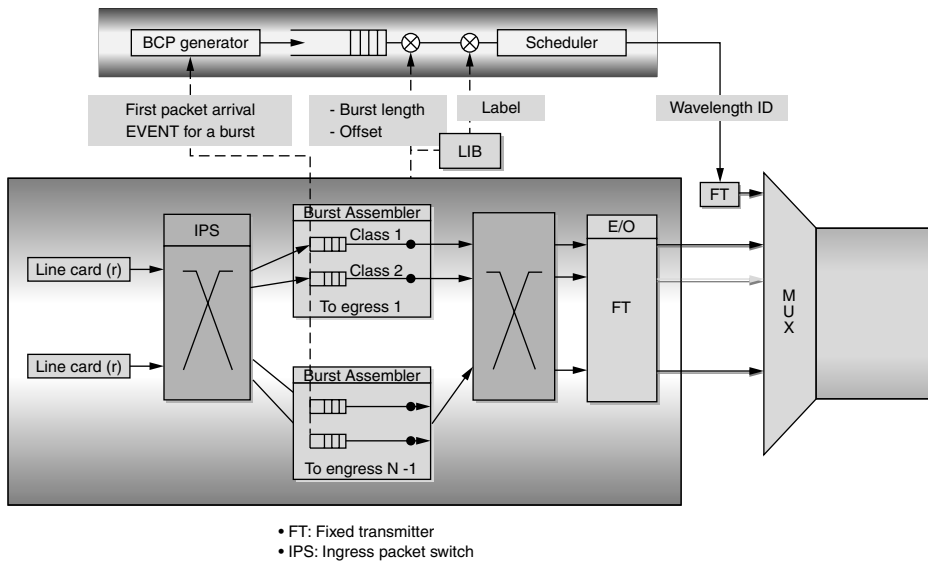 BCP generator
Scheduler
First packet arrival
EVENT for a burst
- Burst length
- Offset
Label
Wavelength ID
LIB
FT
IPS
Burst Assembler
Class 1
Class 2
To egress 1
E/O
FT
Line card (r)
Line card (r)
Burst Assembler
To engress N -1
MUX
• FT: Fixed transmitter
• IPS: Ingress packet switch